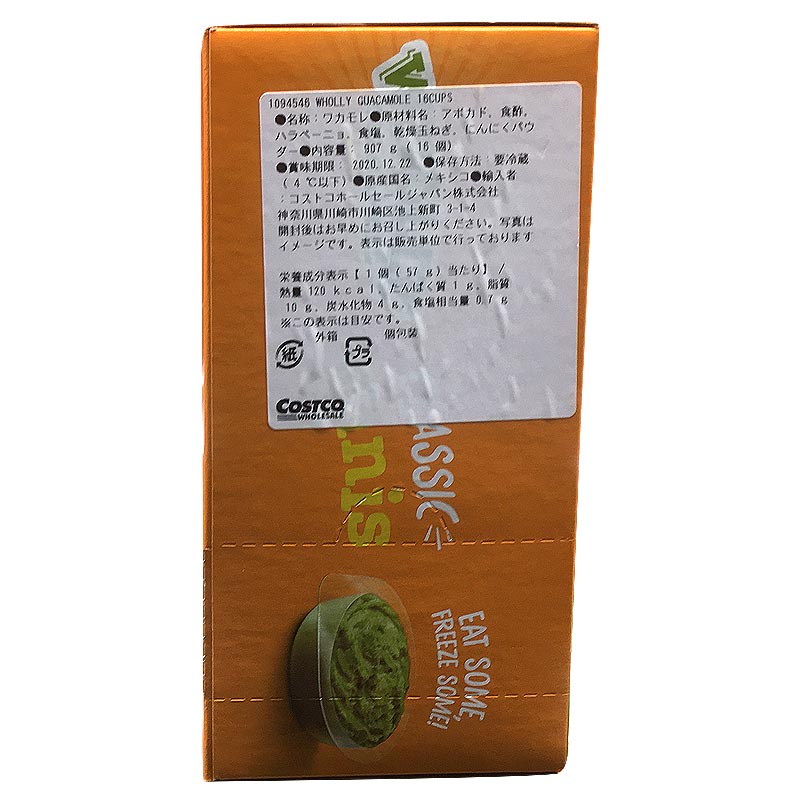 1094546 WHOLLY GUACAMOLE 16CUPS
●名称：ワカモレ●原材料名：アボカド、食酢、
ハラペーニョ、食塩、乾燥玉ねぎ、にんにくパウ
ダー●内容量： 907ｇ（16個）
●賞味期限： 2020.12.22 ●保存方法：要冷蔵
（4℃以下）●原産国名：メキシコ●輸入者
：コストコホールセールジャパン株式会社
神奈川県川崎市川崎区池上新町 3-1-4
開封後はお早めにお召し上がりください。写真は
イメージです。表示は販売単位で行っております
栄養成分表示【１個（57ｇ）当たり】／
熱量 120ｋｃａｌ、たんぱく質１ｇ、脂質
10ｇ、炭水化物４ｇ、食塩相当量0.7ｇ
※この表示は目安です。
外箱 個包装
紙 プラ
COSTCO
WHOLESALE
ASSIC
inis
EAT SOME,
FREEZE SOME!